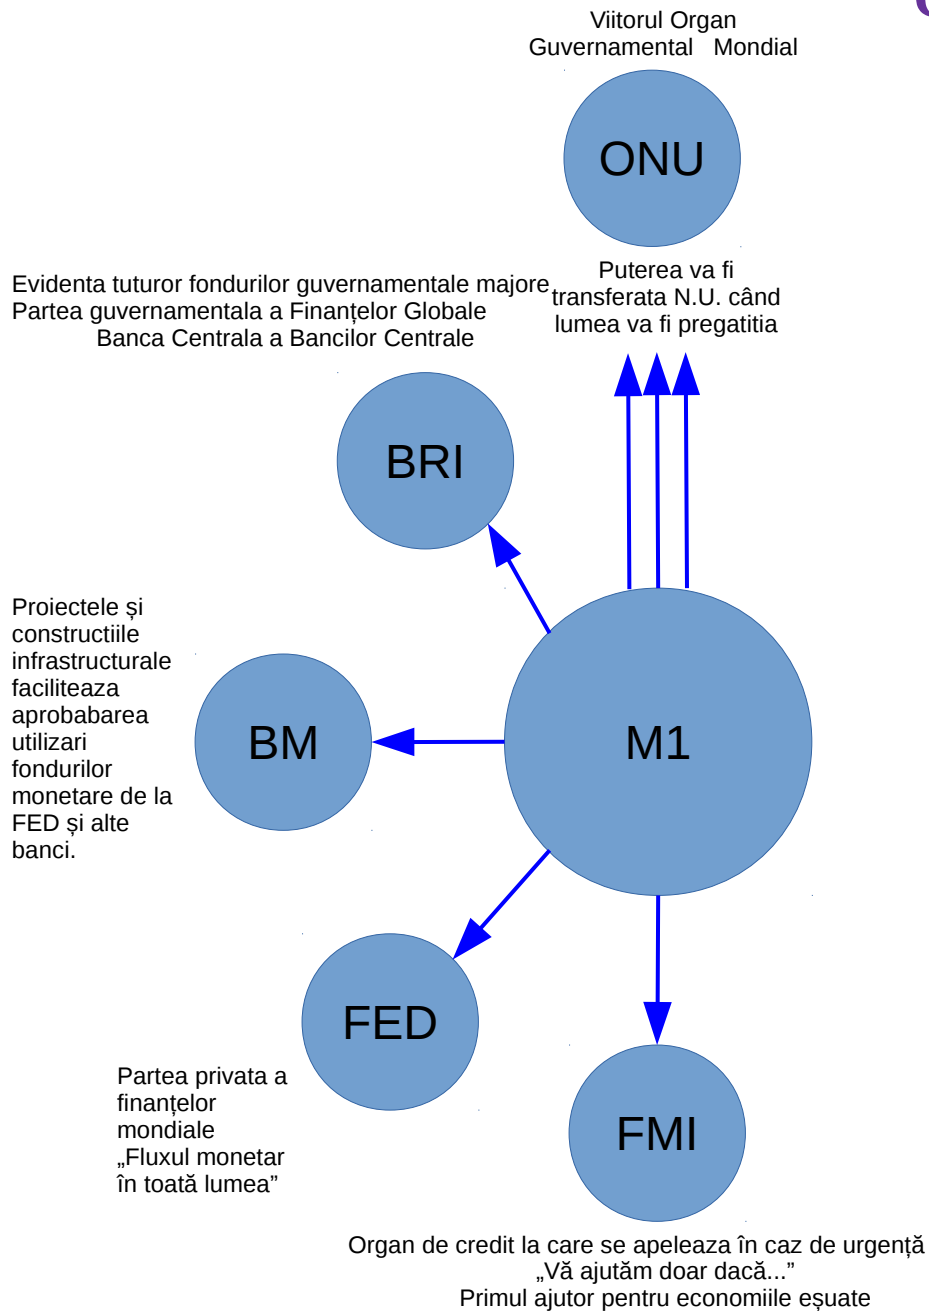 Viitorul Organ
Guvernamental Mondial
ONU
Puterea va fi
transferata N.U. când
lumea va fi pregatitia
Evidenta tuturor fondurilor guvernamentale majore
Partea guvernamentala a Finanțelor Globale
Banca Centrala a Bancilor Centrale
BRI
Proiectele și
constructiile
infrastructurale
faciliteaza
aprobabarea
utilizari
fondurilor
monetare de la
FED și alte
banci.
BM
M1
FED
Partea privata a
finanțelor
mondiale
„Fluxul monetar
în toată lumea”
FMI
Organ de credit la care se apeleaza în caz de urgență
„Vă ajutăm doar dacă...”
Primul ajutor pentru economiile eșuate